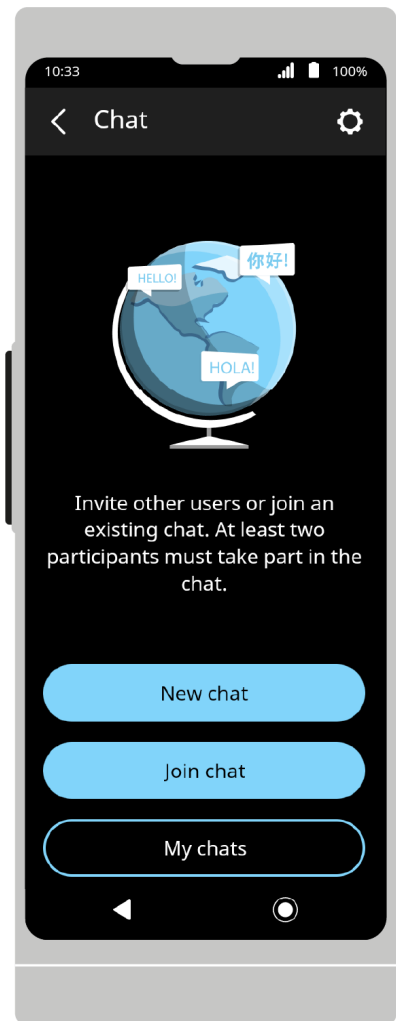 10:33
100%
Chat
你好!
HELLO!
HOLA!
Invite other users or join an
existing chat. At least two
participants must take part in the
chat.
New chat
Join chat
My chats